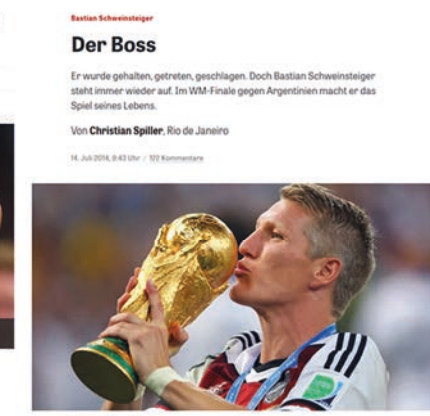 Bastian Schweinsteiger
Der Boss
Er wurde gehalten, getreten, geschlagen. Doch Bastian Schweinsteiger
steht immer wieder auf. Im WM-Finale gegen Argentinien macht er das
Spiel seines Lebens.
Von Christian Spiller, Rio de Janeiro
14. Juli 2014, 9:43 Uhr / 122 Kommentare